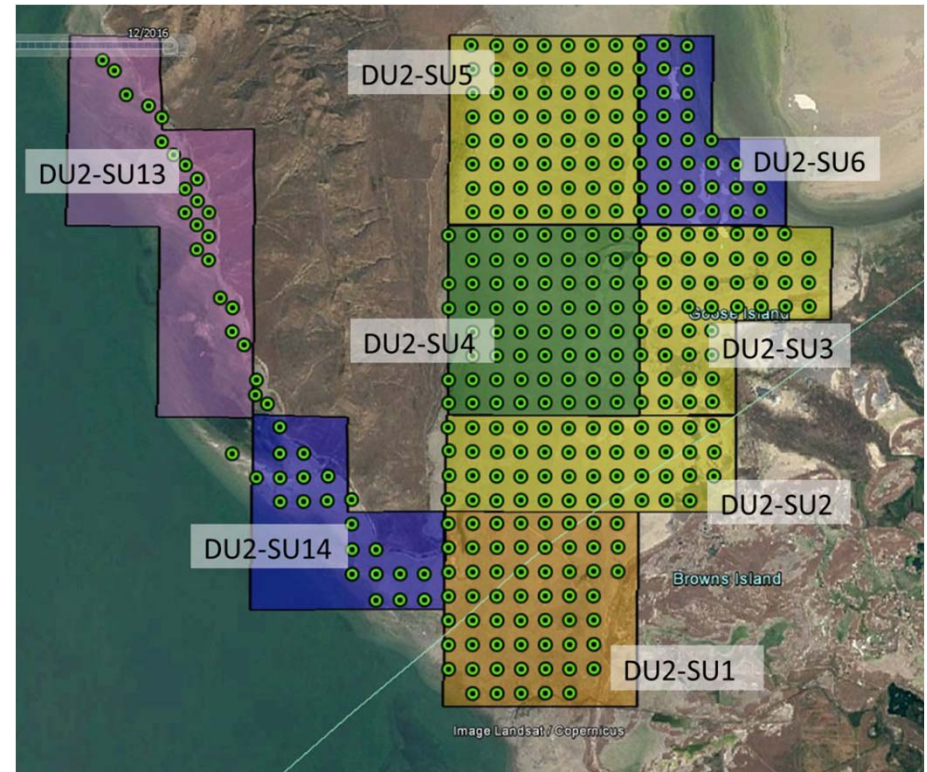 12/2016
DU2-SU5
DU2-SU6
DU2-SU13
Goose Island
DU2-SU4
DU2-SU3
DU2-SU2
DU2-SU14
Browns Island
DU2-SU1
Image Landsat / Copernicus